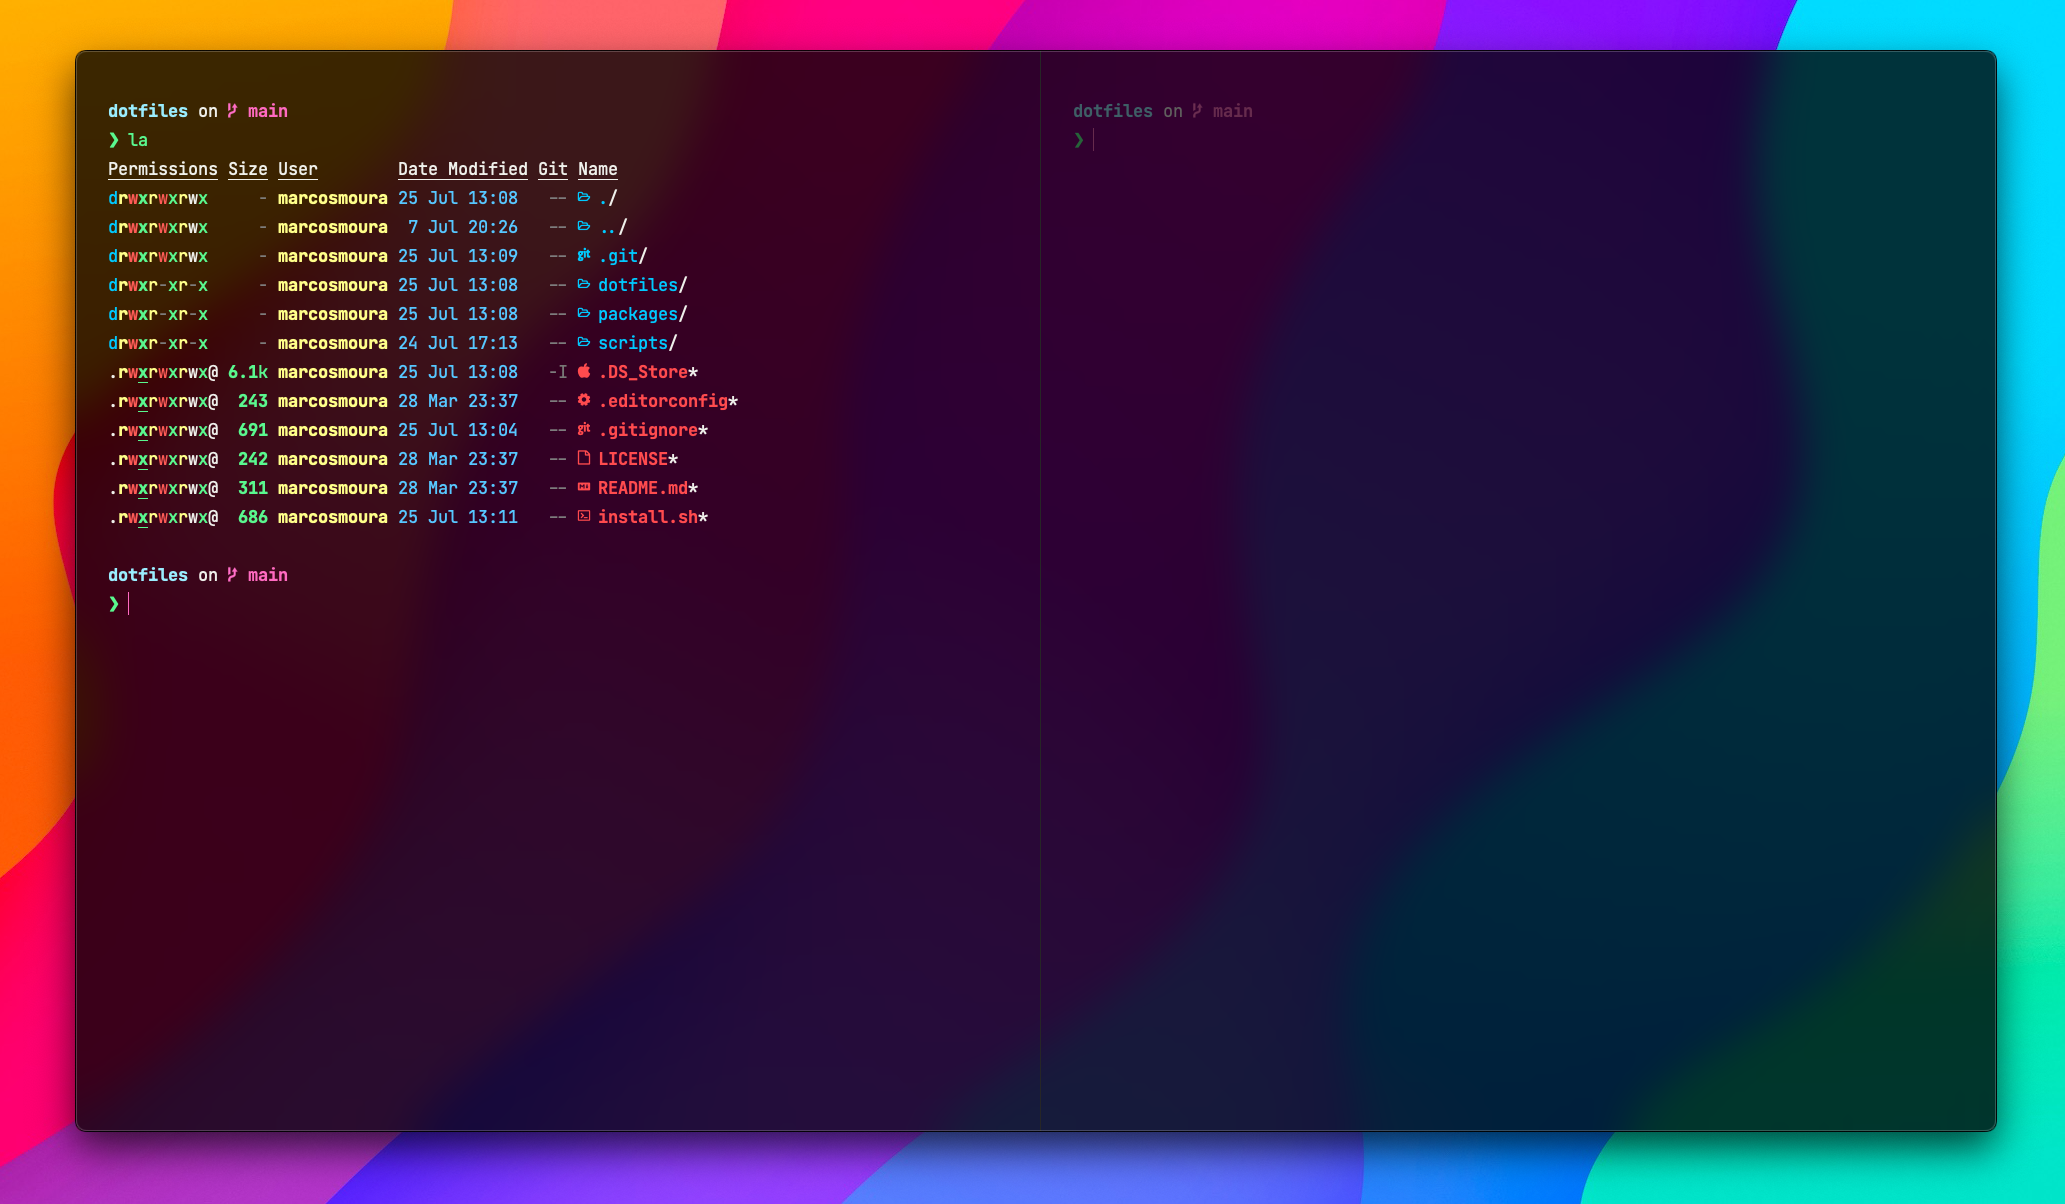 dotfiles on main
❯ la
Permissions Size User Date Modified Git Name
drwxrwxrwx - marcosmoura 25 Jul 13:08 -- ./
drwxrwxrwx - marcosmoura 7 Jul 20:26 -- ../
drwxrwxrwx - marcosmoura 25 Jul 13:09 -- .git/
drwxr-xr-x - marcosmoura 25 Jul 13:08 -- dotfiles/
drwxr-xr-x - marcosmoura 25 Jul 13:08 -- packages/
drwxr-xr-x - marcosmoura 24 Jul 17:13 -- scripts/
.rwxrwxrwx@ 6.1k marcosmoura 25 Jul 13:08 -I .DS_Store*
.rwxrwxrwx@ 243 marcosmoura 28 Mar 23:37 -- .editorconfig*
.rwxrwxrwx@ 691 marcosmoura 25 Jul 13:04 -- .gitignore*
.rwxrwxrwx@ 242 marcosmoura 28 Mar 23:37 -- LICENSE*
.rwxrwxrwx@ 311 marcosmoura 28 Mar 23:37 -- README.md*
.rwxrwxrwx@ 686 marcosmoura 25 Jul 13:11 -- install.sh*
dotfiles on main
❯
dotfiles on main
❯